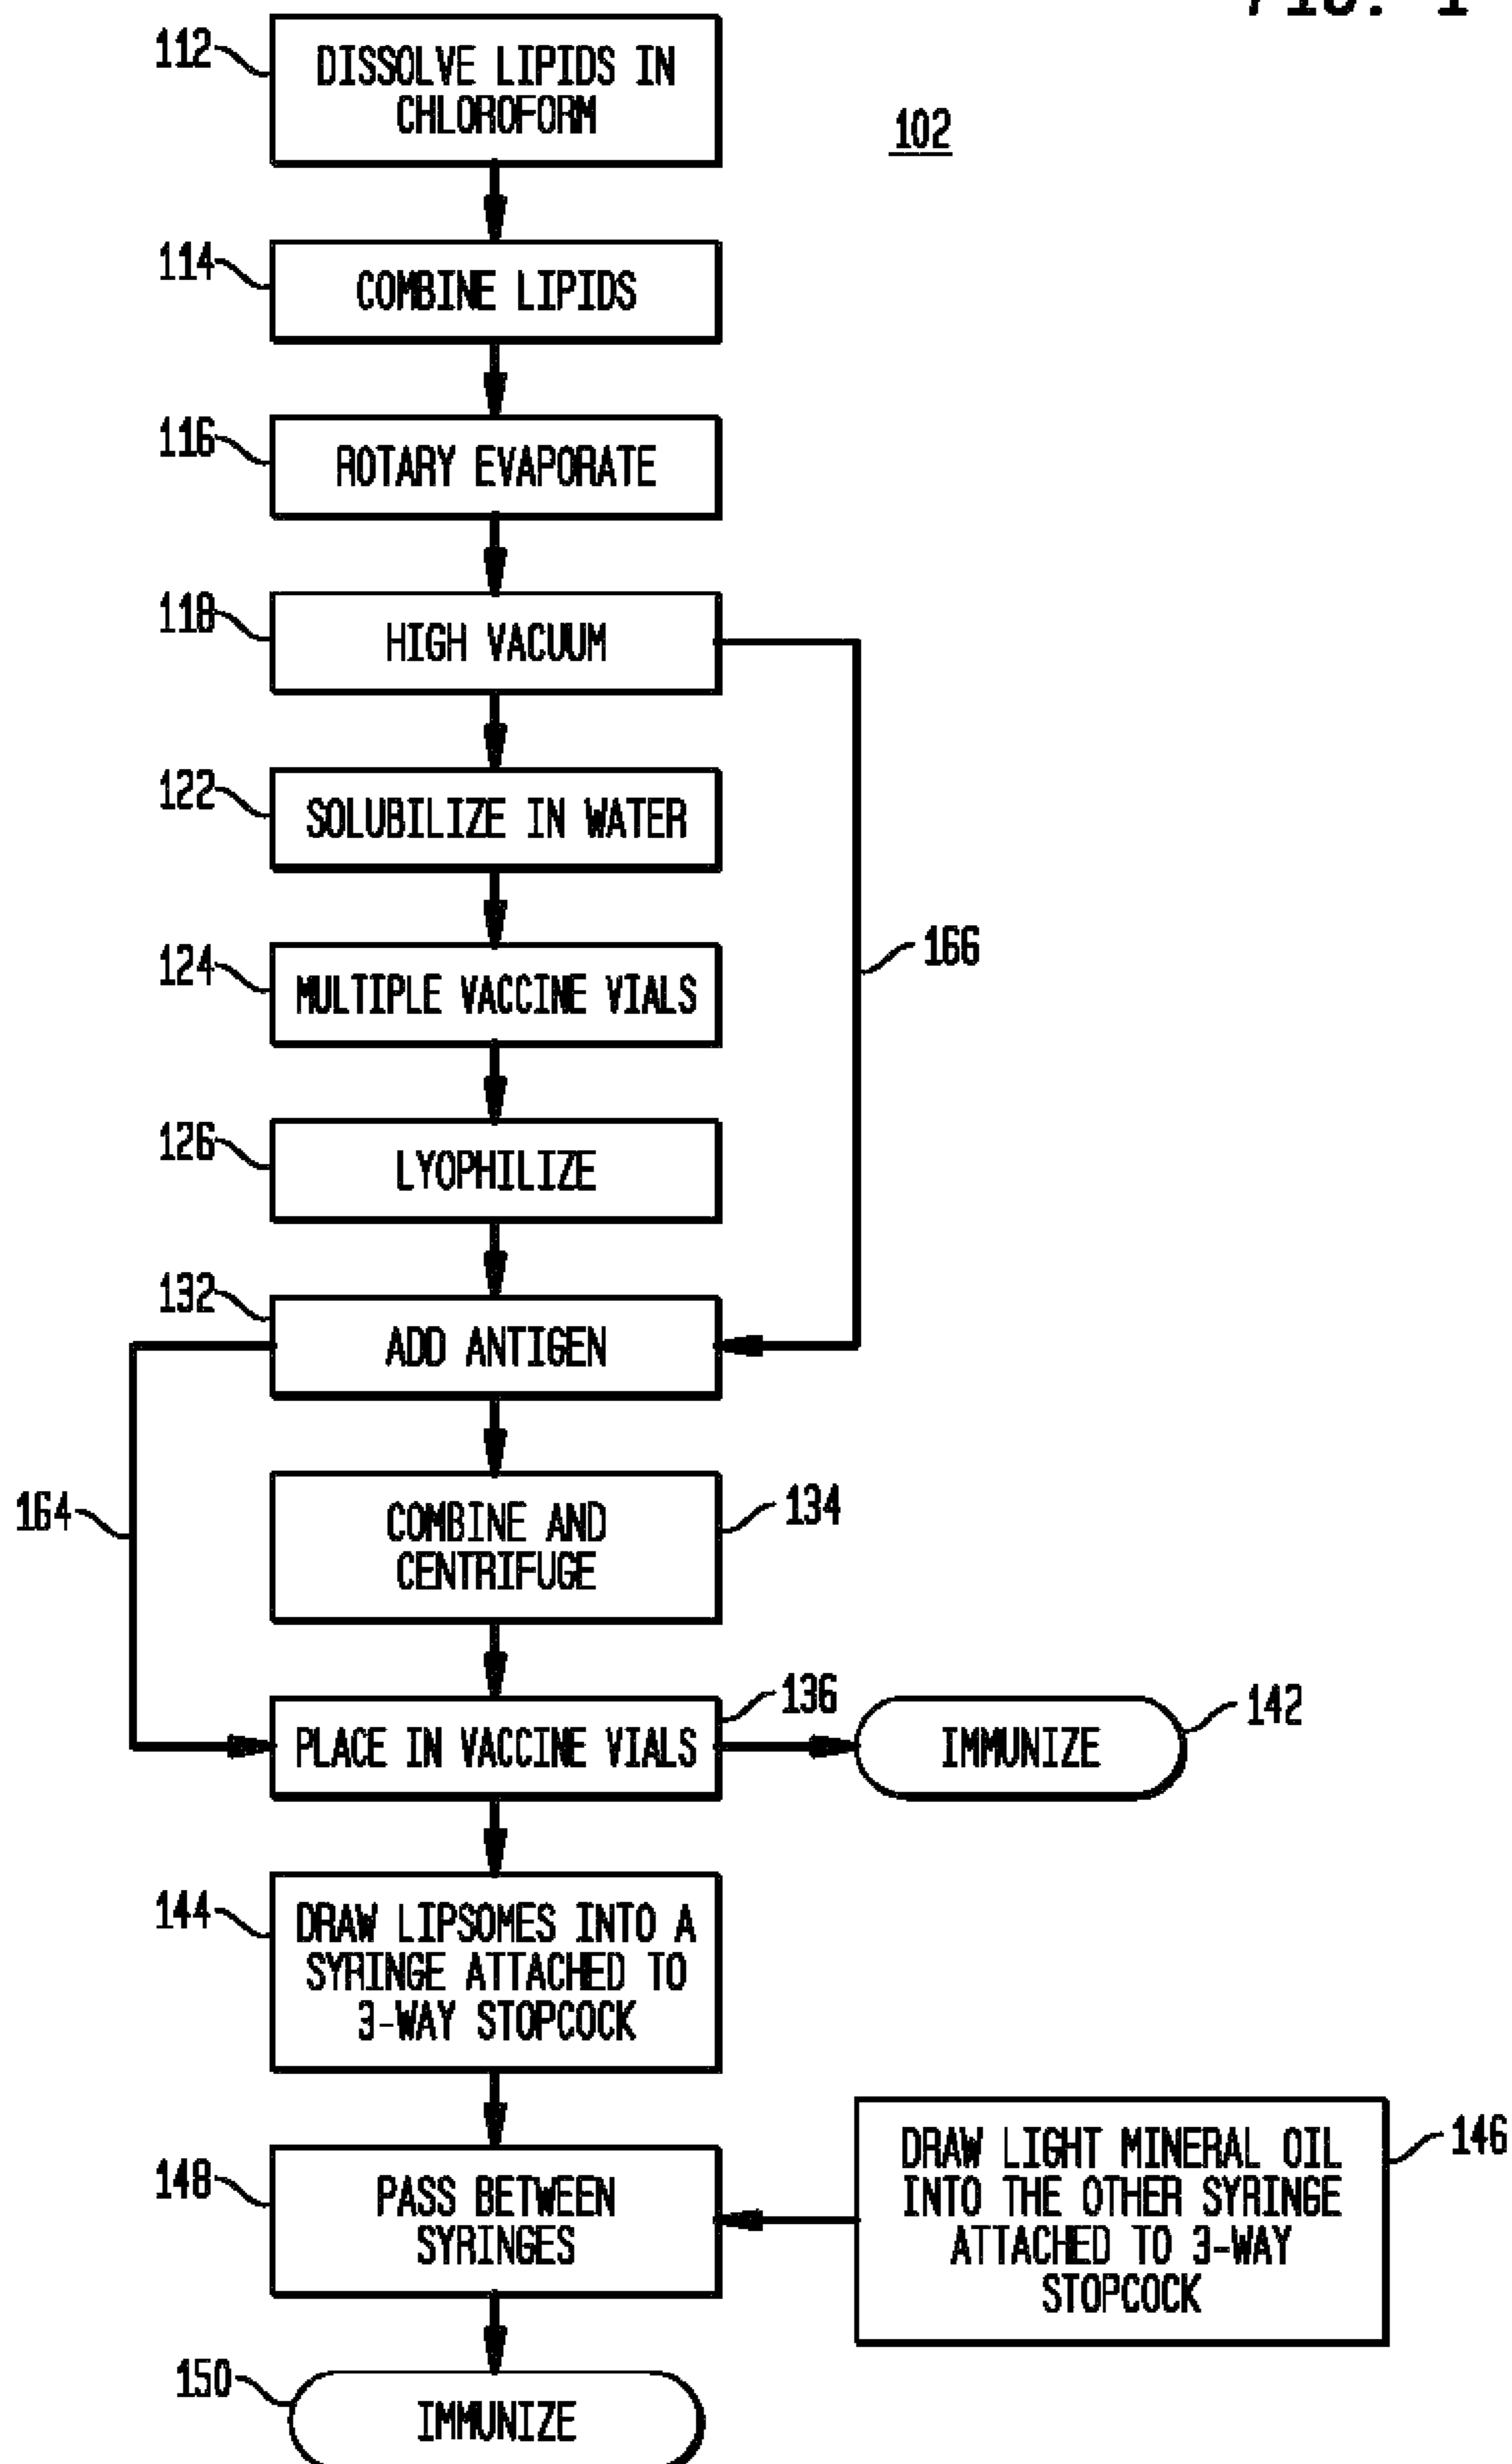 FIG. 1
112
DISSOLVE LIPIDS IN
CHLOROFORM
102
114
COMBINE LIPIDS
116
ROTARY EVAPORATE
118
HIGH VACUUM
122
SOLUBILIZE IN WATER
166
124
MULTIPLE VACCINE VIALS
126
LYOPHILIZE
132
ADD ANTIGEN
164
COMBINE AND
CENTRIFUGE
134
PLACE IN VACCINE VIALS
136
IMMUNIZE
142
144
DRAW LIPSOMES INTO A
SYRINGE ATTACHED TO
3-WAY STOPCOCK
148
PASS BETWEEN
SYRINGES
DRAW LIGHT MINERAL OIL
INTO THE OTHER SYRINGE
ATTACHED TO 3-WAY
STOPCOCK
146
150
IMMUNIZE